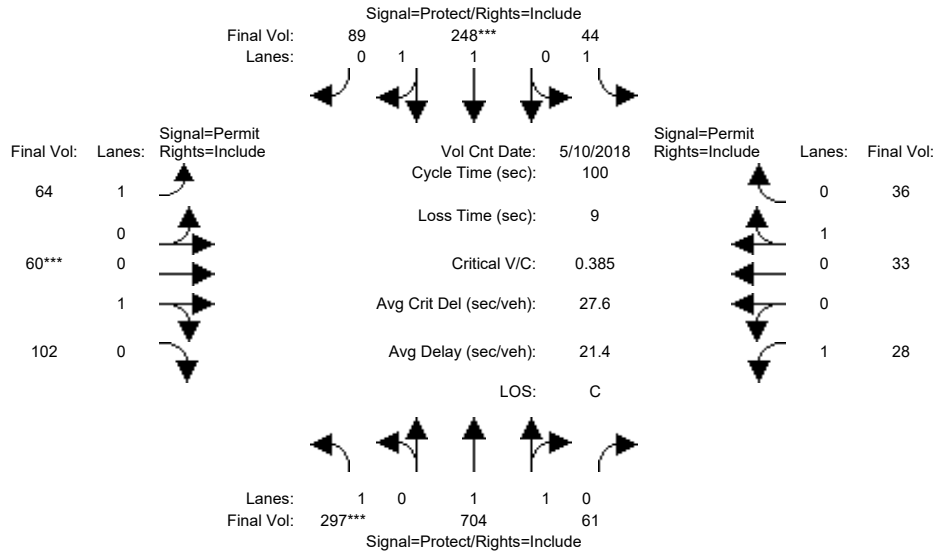 Signal=Protect/Rights=Include
Final Vol: 89 248*** 44
Lanes: 0 1 1 0 1
Signal=Permit Signal=Permit
Final Vol: Lanes: Rights=Include Vol Cnt Date: 5/10/2018 Rights=Include Lanes: Final Vol:
Cycle Time (sec): 100
64 1 0 36
Loss Time (sec): 9
0 1
60*** 0 Critical V/C: 0.385 0 33
1 Avg Crit Del (sec/veh): 27.6 0
102 0 Avg Delay (sec/veh): 21.4 1 28
LOS: C
Lanes: 1 0 1 1 0
Final Vol: 297*** 704 61
Signal=Protect/Rights=Include